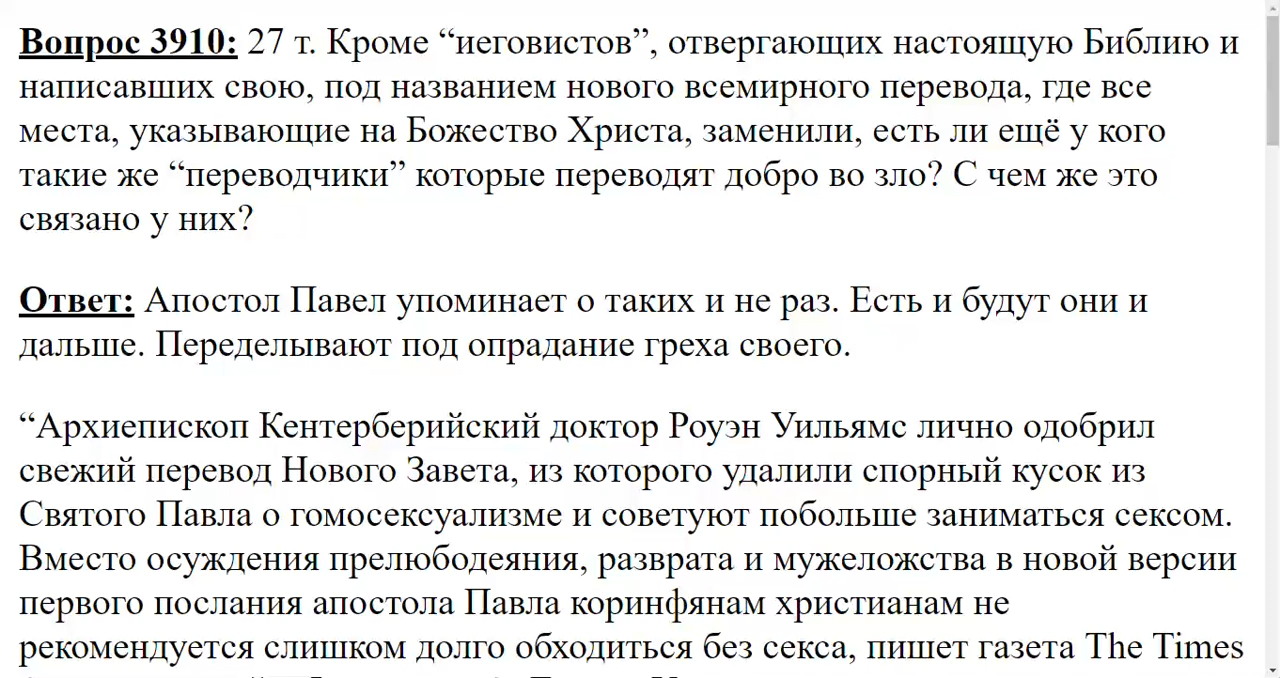 Вопрос 3910: 27 т. Кроме “иеговистов”, отвергающих настоящую Библию и
написавших свою, под названием нового всемирного перевода, где все
места, указывающие на Божество Христа, заменили, есть ли ещё у кого
такие же “переводчики” которые переводят добро во зло? С чем же это
связано у них?
Ответ: Апостол Павел упоминает о таких и не раз. Есть и будут они и
дальше. Переделывают под опрадание греха своего.
“Архиепископ Кентерберийский доктор Роуэн Уильямс лично одобрил
свежий перевод Нового Завета, из которого удалили спорный кусок из
Святого Павла о гомосексуализме и советуют побольше заниматься сексом.
Вместо осуждения прелюбодеяния, разврата и мужеложства в новой версии
первого послания апостола Павла коринфянам христианам не
рекомендуется слишком долго обходиться без секса, пишет газета The Times